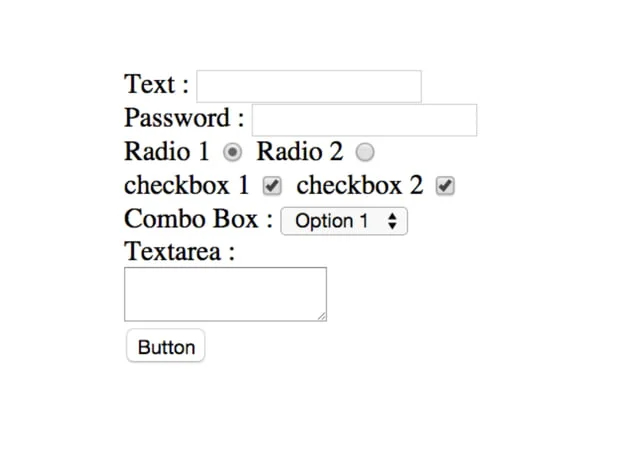 Text :
Password :
Radio 1 Radio 2
checkbox 1 checkbox 2
Combo Box : Option 1
Textarea :
Button